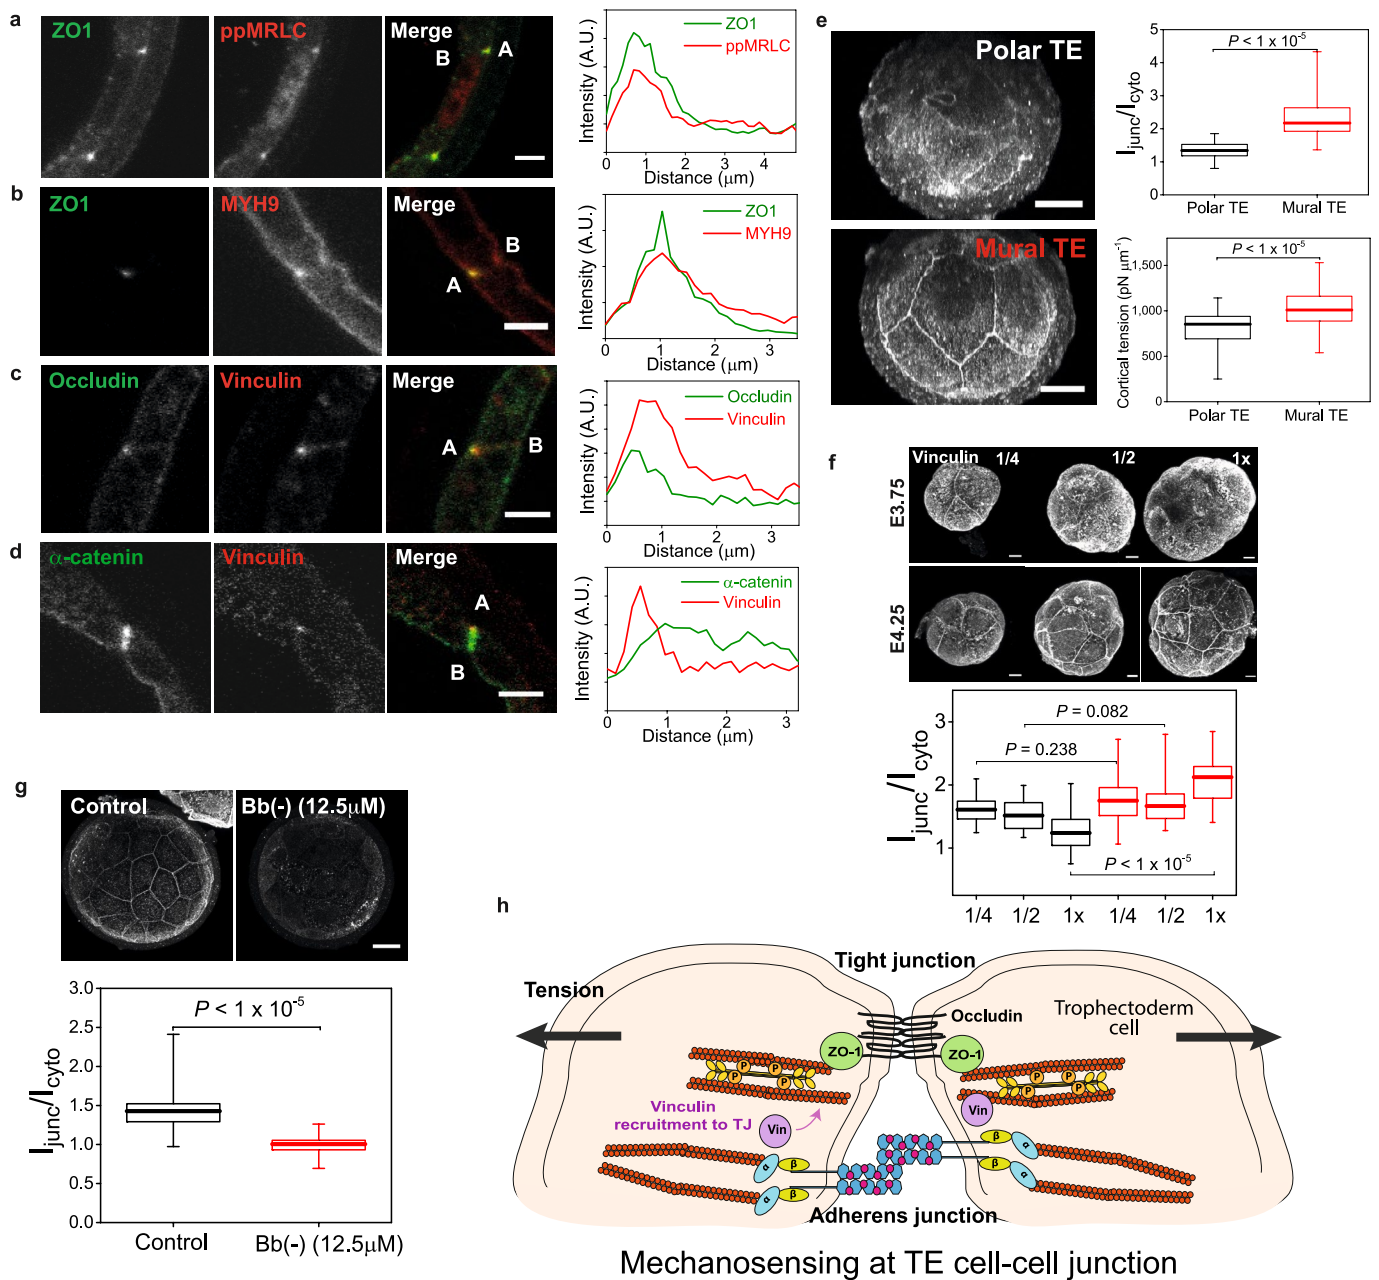 a
ZO1
ppMRLC
Merge
B
A
Intensity (A.U.)
ZO1
ppMRLC
0 1 2 3 4
Distance (μm)
b
ZO1
MYH9
Merge
B
A
Intensity (A.U.)
ZO1
MYH9
0 1 2 3
Distance (μm)
c
Occludin
Vinculin
Merge
A
B
Intensity (A.U.)
Occludin
Vinculin
0 1 2 3
Distance (μm)
d
α-catenin
Vinculin
Merge
A
B
Intensity (A.U.)
α-catenin
Vinculin
0 1 2 3
Distance (μm)
e
Polar TE
Mural TE
Ijunc/Icyto
5
4
3
2
1
0
P < 1 x 10-5
Polar TE Mural TE
Cortical tension (pN μm-1)
1,500
1,000
500
0
P < 1 x 10-5
Polar TE Mural TE
f
Vinculin 1/4 1/2 1x
E3.75
E4.25
Ijunc/Icyto
3
2
1
P = 0.082
P = 0.238
P < 1 x 10-5
1/4 1/2 1x 1/4 1/2 1x
g
Control
Bb(-) (12.5μM)
Ijunc/Icyto
3.0
2.5
2.0
1.5
1.0
0.5
0.0
P < 1 x 10-5
Control Bb(-) (12.5μM)
h
Tight junction
Tension
Occludin
Trophectoderm
cell
ZO-1
ZO-1
P P P P
P P P P
Vinculin
recruitment to TJ
Vin
Vin
α β
β α
α β
β α
Adherens junction
Mechanosensing at TE cell-cell junction